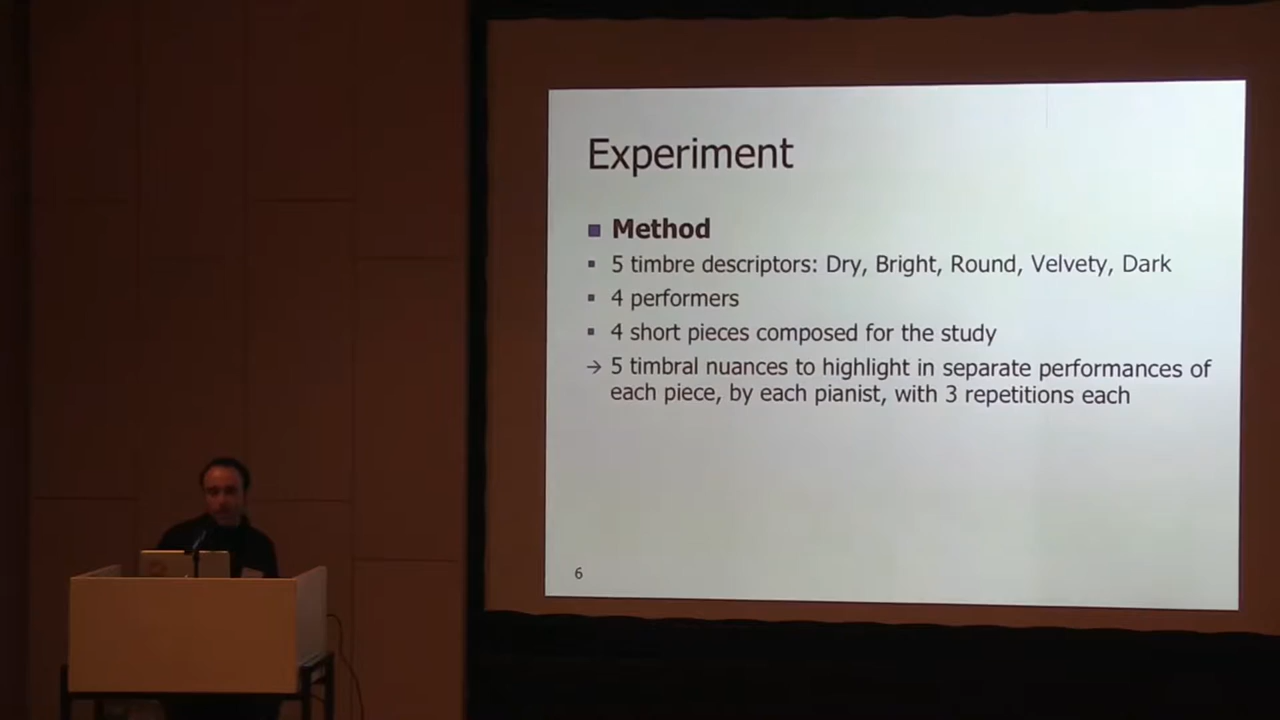 Experiment
Method
5 timbre descriptors: Dry, Bright, Round, Velvety, Dark
4 performers
4 short pieces composed for the study
→ 5 timbral nuances to highlight in separate performances of
each piece, by each pianist, with 3 repetitions each
6